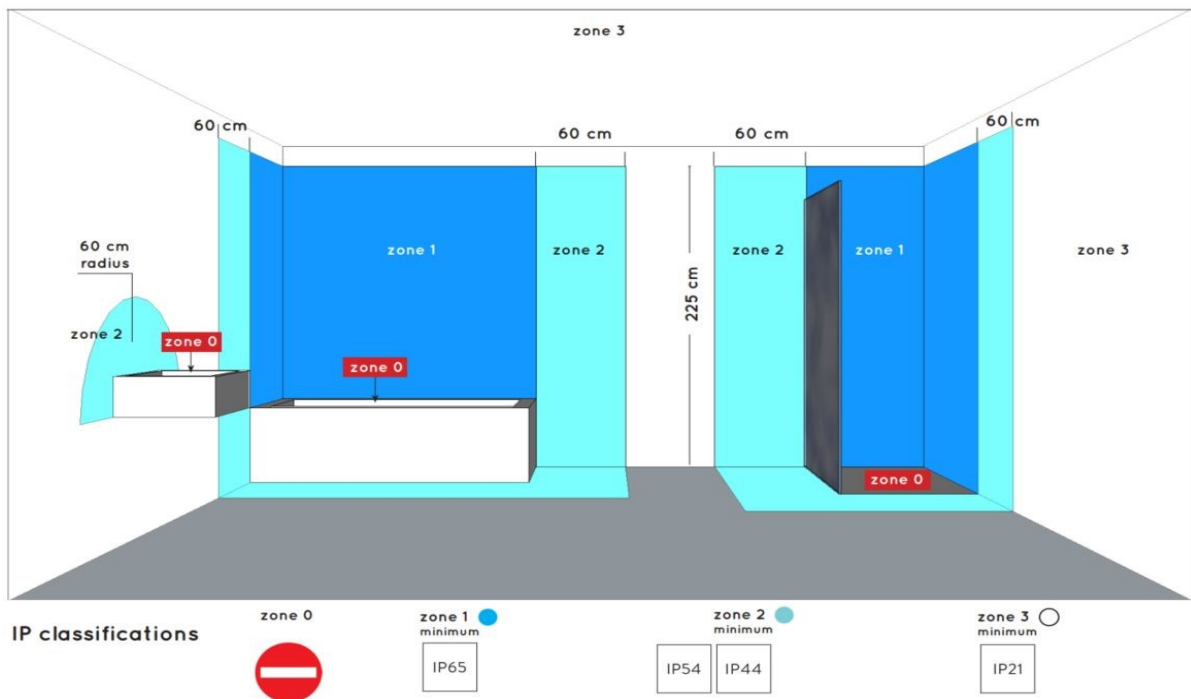 zone 3
60 cm
60 cm
60 cm
60 cm
60 cm
radius
zone 1
zone 2
zone 2
zone 1
zone 3
225 cm
zone 2
zone 0
zone 0
zone 0
zone 0
zone 1
zone 2
zone 3
minimum
minimum
minimum
IP classifications
IP65
IP54
IP44
IP21